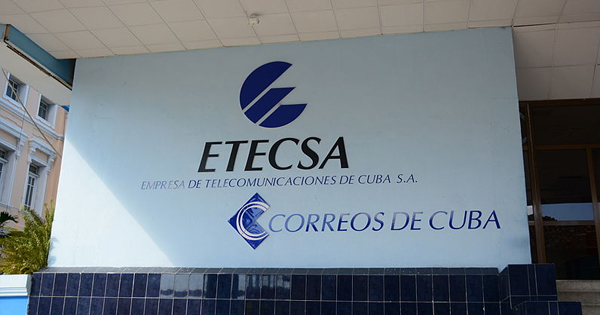 ETECSA
EMPRESA DE TELECOMUNICACIONES DE CUBA S.A.
CORREOS DE CUBA